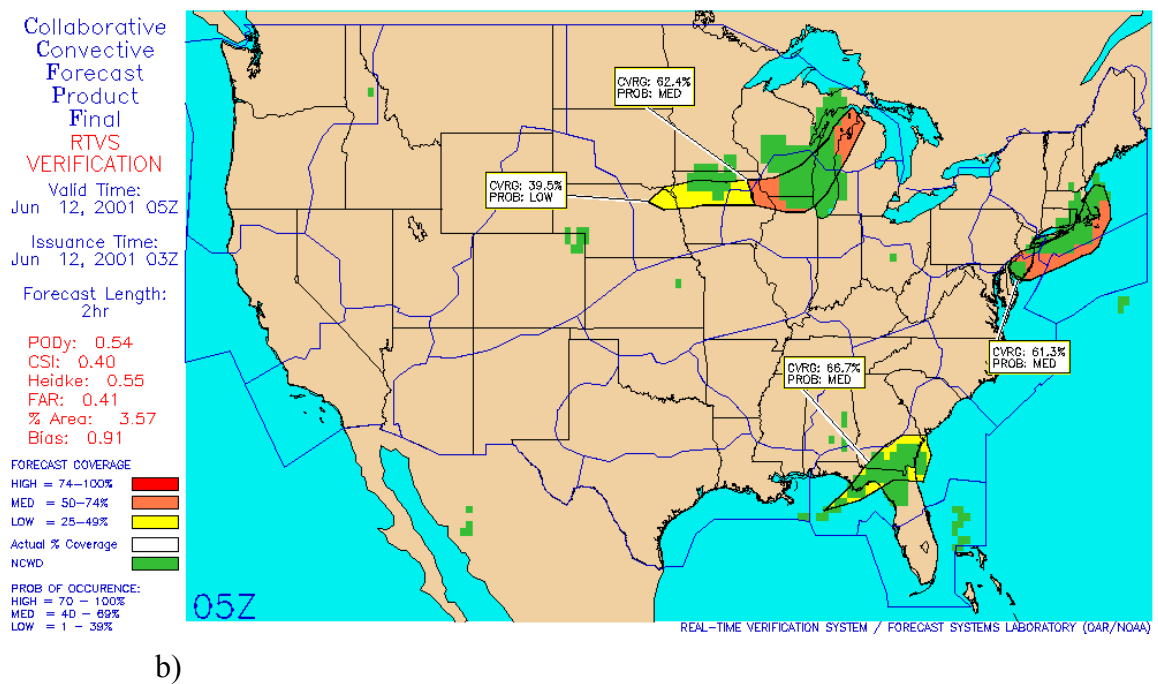 Collaborative
Convective
Forecast
Product
Final
RTVS
VERIFICATION
Valid Time:
Jun 12, 2001 05Z
Issuance Time:
Jun 12, 2001 03Z
Forecast Length:
2hr
PODy: 0.54
CSI: 0.40
Heidke: 0.55
FAR: 0.41
% Area: 3.57
Bias: 0.91
FORECAST COVERAGE
HIGH = 74-100%
MED = 50-74%
LOW = 25-49%
Actual % Coverage
NCWD
PROB OF OCCURENCE:
HIGH = 70 - 100%
MED = 40 - 69%
LOW = 1 - 39%
CVRG: 62.4%
PROB: MED
CVRG: 39.5%
PROB: LOW
CVRG: 61.3%
PROB: MED
CVRG: 66.7%
PROB: MED
05Z
REAL-TIME VERIFICATION SYSTEM / FORECAST SYSTEMS LABORATORY (QAR/NOAA)
b)